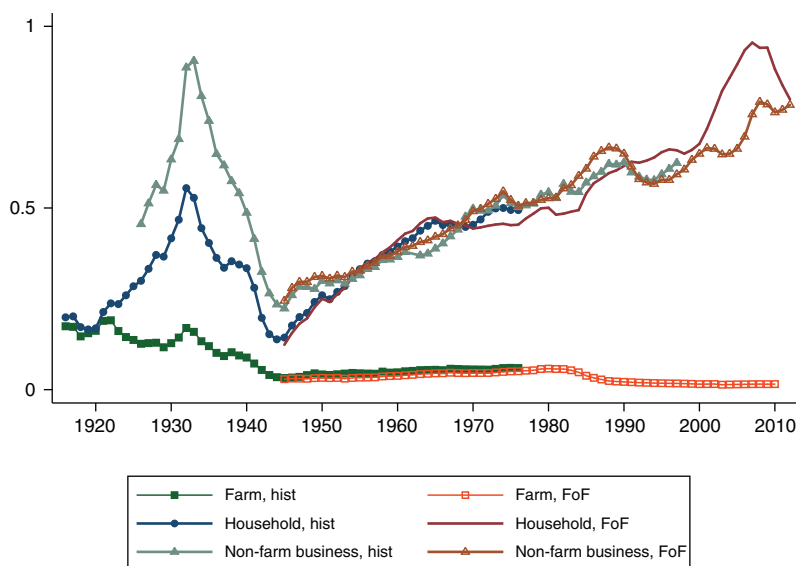 1
0.5
0
1920 1930 1940 1950 1960 1970 1980 1990 2000 2010
Farm, hist Farm, FoF
Household, hist Household, FoF
Non-farm business, hist Non-farm business, FoF